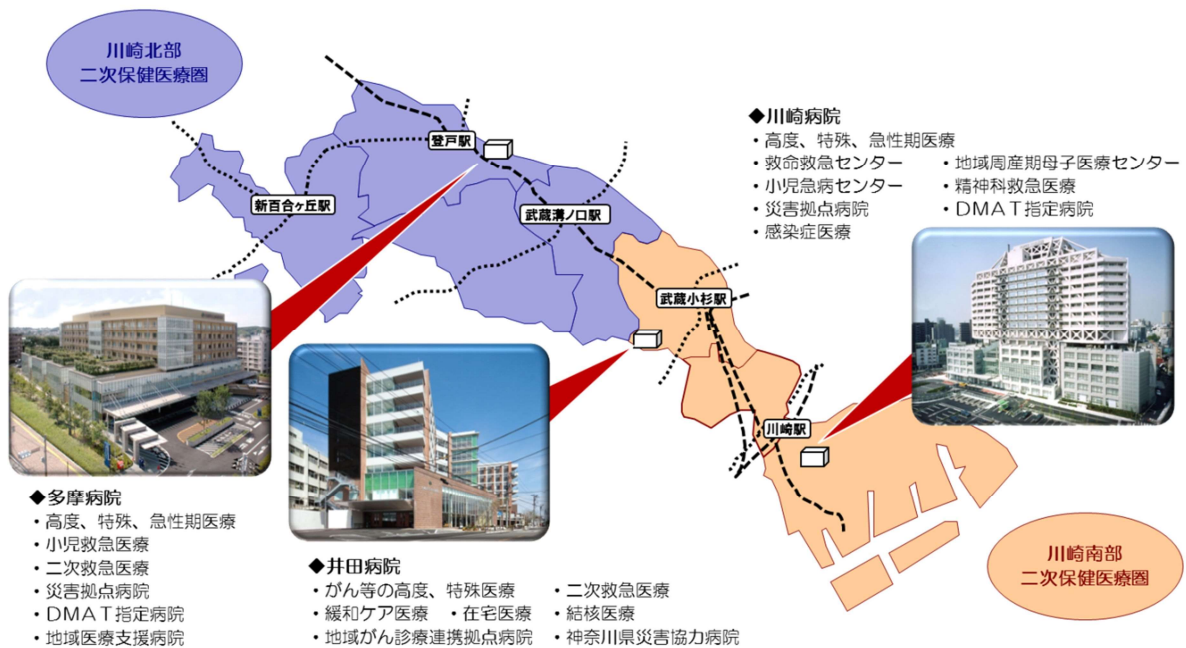 川崎北部
二次保健医療圏
登戸駅
新百合ヶ丘駅
武蔵溝ノ口駅
武蔵小杉駅
川崎駅
◆川崎病院
・高度、特殊、急性期医療
・救命救急センター ・地域周産期母子医療センター
・小児急病センター ・精神科救急医療
・災害拠点病院 ・DMAT指定病院
・感染症医療
◆多摩病院
・高度、特殊、急性期医療
・小児救急医療
・二次救急医療
・災害拠点病院
・DMAT指定病院
・地域医療支援病院
◆井田病院
・がん等の高度、特殊医療 ・二次救急医療
・緩和ケア医療 ・在宅医療 ・結核医療
・地域がん診療連携拠点病院 ・神奈川県災害協力病院
川崎南部
二次保健医療圏